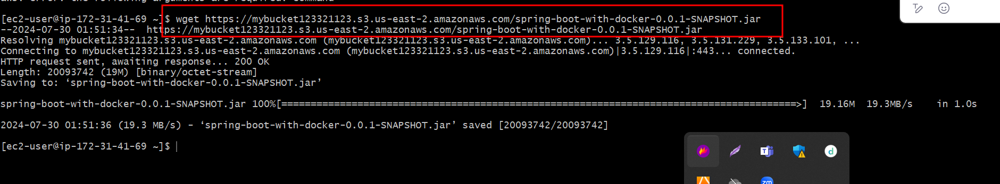 [ec2-user@ip-172-31-41-69 ~]$ wget https://mybucket123321123.s3.us-east-2.amazonaws.com/spring-boot-with-docker-0.0.1-SNAPSHOT.jar
--2024-07-30 01:51:34--  https://mybucket123321123.s3.us-east-2.amazonaws.com/spring-boot-with-docker-0.0.1-SNAPSHOT.jar
Resolving mybucket123321123.s3.us-east-2.amazonaws.com (mybucket123321123.s3.us-east-2.amazonaws.com)... 3.5.129.116, 3.5.131.229, 3.5.133.101, ...
Connecting to mybucket123321123.s3.us-east-2.amazonaws.com (mybucket123321123.s3.us-east-2.amazonaws.com)|3.5.129.116|:443... connected.
HTTP request sent, awaiting response... 200 OK
Length: 20093742 (19M) [binary/octet-stream]
Saving to: ‘spring-boot-with-docker-0.0.1-SNAPSHOT.jar’
spring-boot-with-docker-0.0.1-SNAPSHOT.jar 100%[========================================================================================>]  19.16M  19.3MB/s    in 1.0s
2024-07-30 01:51:36 (19.3 MB/s) - ‘spring-boot-with-docker-0.0.1-SNAPSHOT.jar’ saved [20093742/20093742]
[ec2-user@ip-172-31-41-69 ~]$
T
d
zm